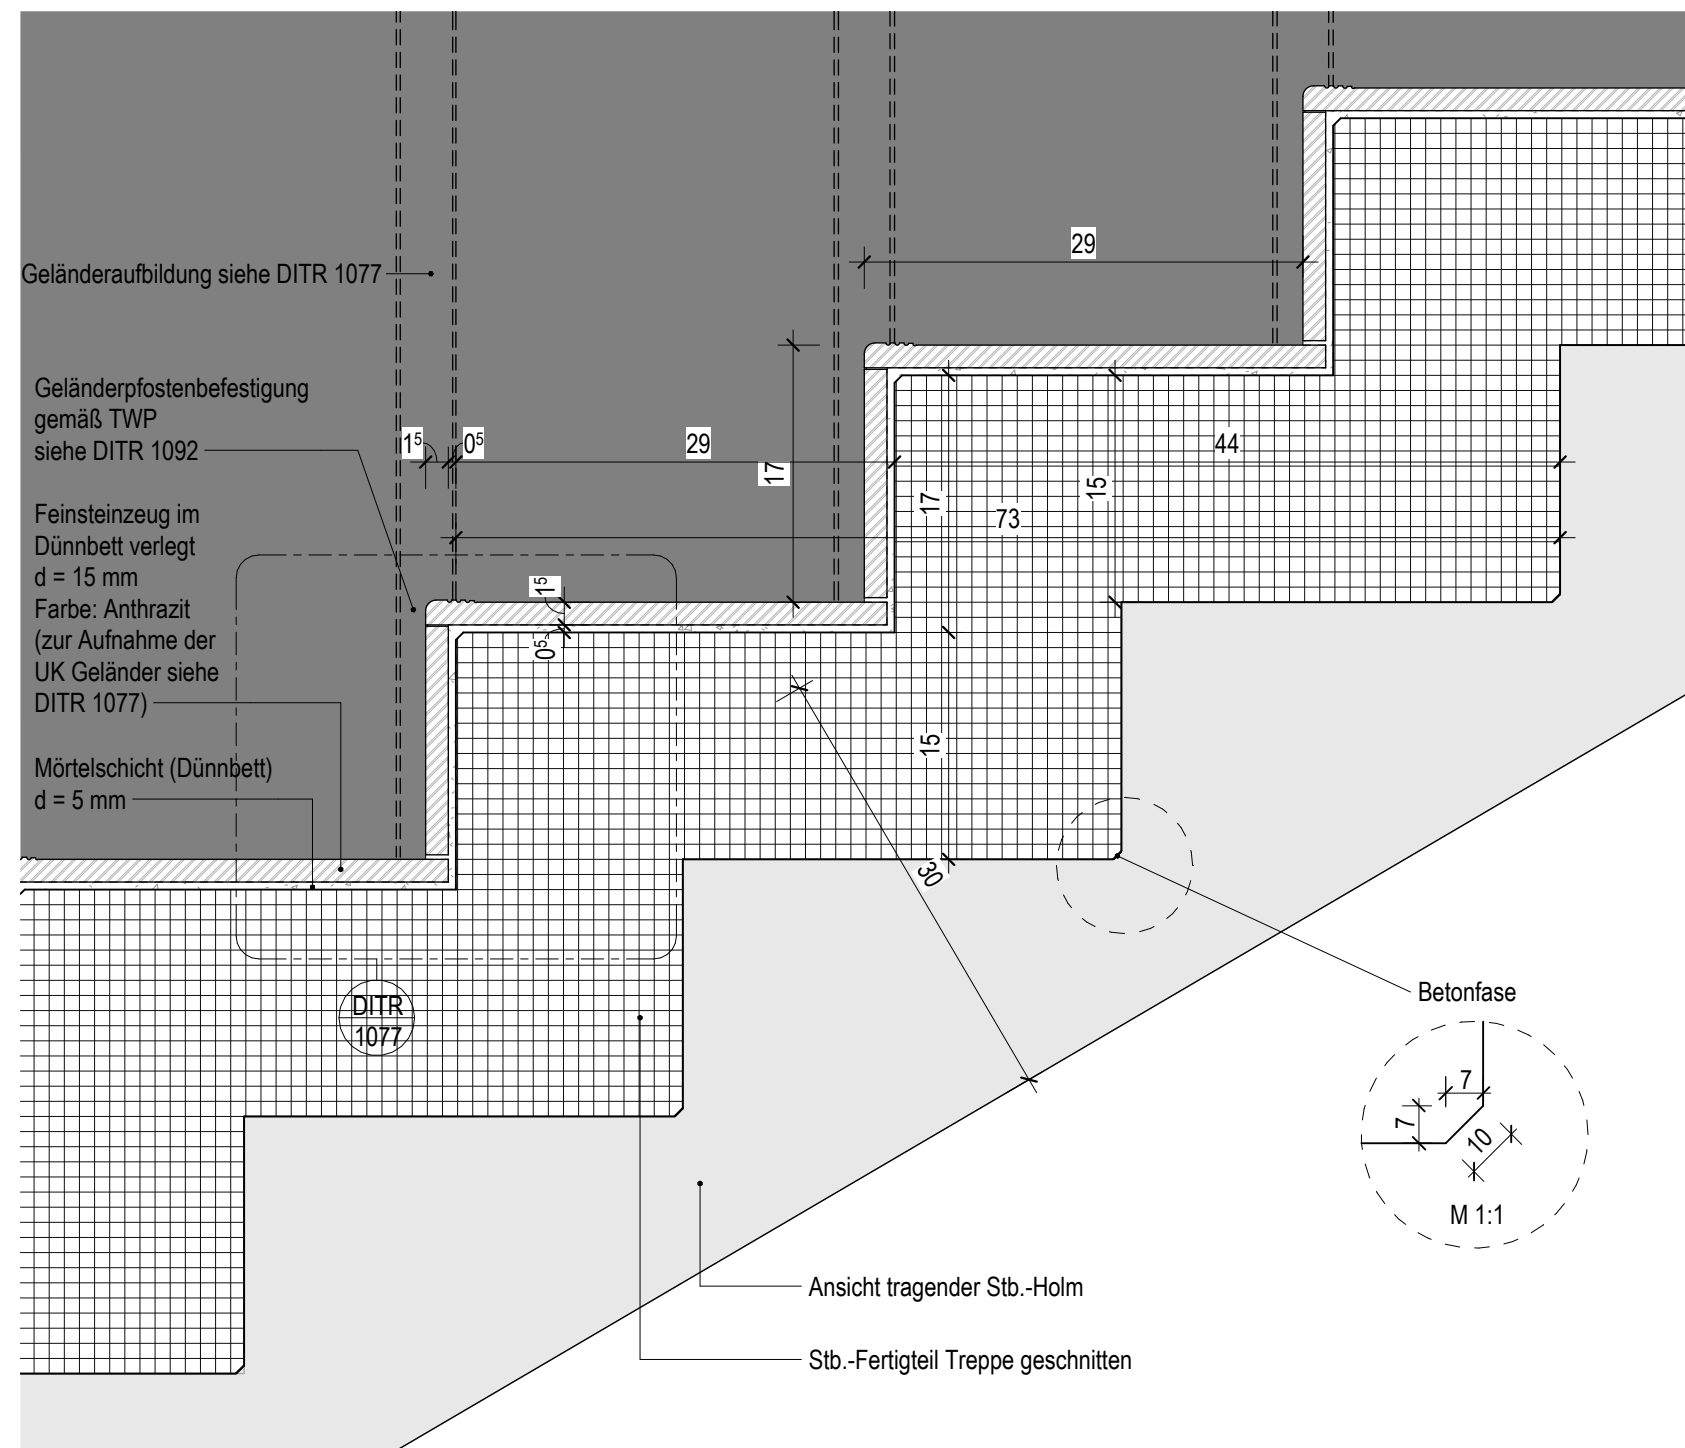 29
Geländeraufbildung siehe DITR 1077
Geländerpfostenbefestigung
gemäß TWP
siehe DITR 1092
1⁵
0⁵
29
17
44
17
15
73
Feinsteinzeug im
Dünnbett verlegt
d = 15 mm
Farbe: Anthrazit
(zur Aufnahme der
UK Geländer siehe
DITR 1077)
1⁵
0⁵
Mörtelschicht (Dünnbett)
d = 5 mm
15
30
DITR
1077
Betonfase
7
7
10
M 1:1
Ansicht tragender Stb.-Holm
Stb.-Fertigteil Treppe geschnitten